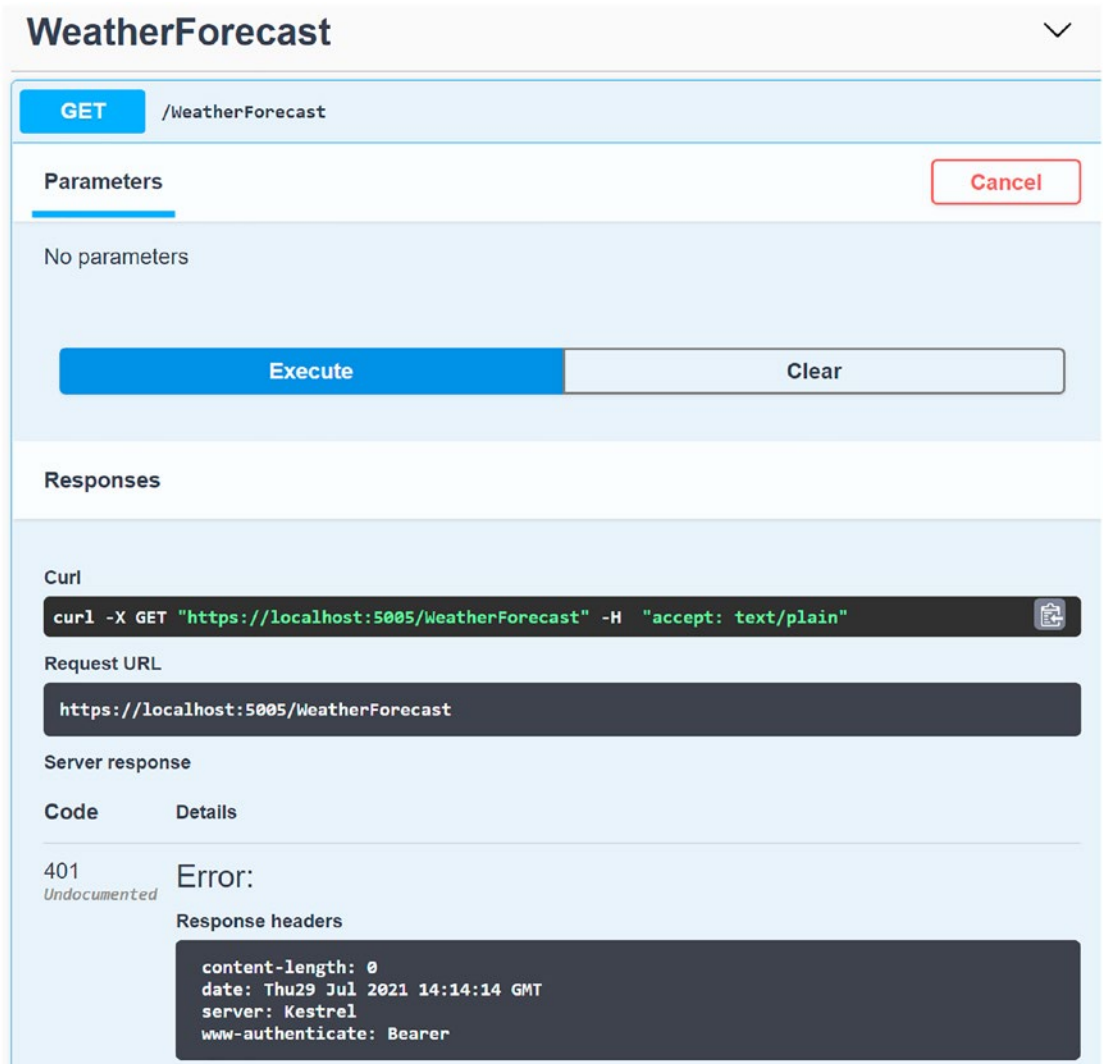 WeatherForecast
GET /WeatherForecast
Parameters Cancel
No parameters
Execute Clear
Responses
Curl
curl -X GET "https://localhost:5005/WeatherForecast" -H  "accept: text/plain"
Request URL
https://localhost:5005/WeatherForecast
Server response
Code Details
401 Error:
Undocumented
Response headers
content-length: 0
date: Thu29 Jul 2021 14:14:14 GMT
server: Kestrel
www-authenticate: Bearer